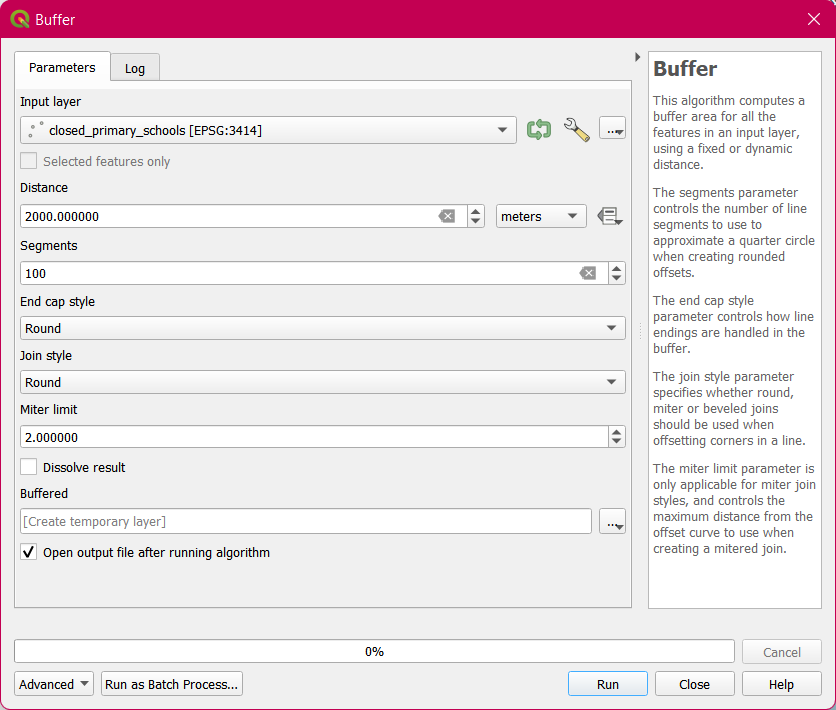 Buffer
Parameters
Log
Input layer
closed_primary_schools [EPSG:3414]
...
Selected features only
Distance
2000.000000
meters
Segments
100
End cap style
Round
Join style
Round
Miter limit
2.000000
Dissolve result
Buffered
[Create temporary layer]
...
Open output file after running algorithm
Buffer
This algorithm computes a
buffer area for all the
features in an input layer,
using a fixed or dynamic
distance.
The segments parameter
controls the number of line
segments to use to
approximate a quarter circle
when creating rounded
offsets.
The end cap style
parameter controls how line
endings are handled in the
buffer.
The join style parameter
specifies whether round,
miter or beveled joins
should be used when
offsetting corners in a line.
The miter limit parameter is
only applicable for miter join
styles, and controls the
maximum distance from the
offset curve to use when
creating a mitered join.
0%
Cancel
Advanced
Run as Batch Process...
Run
Close
Help